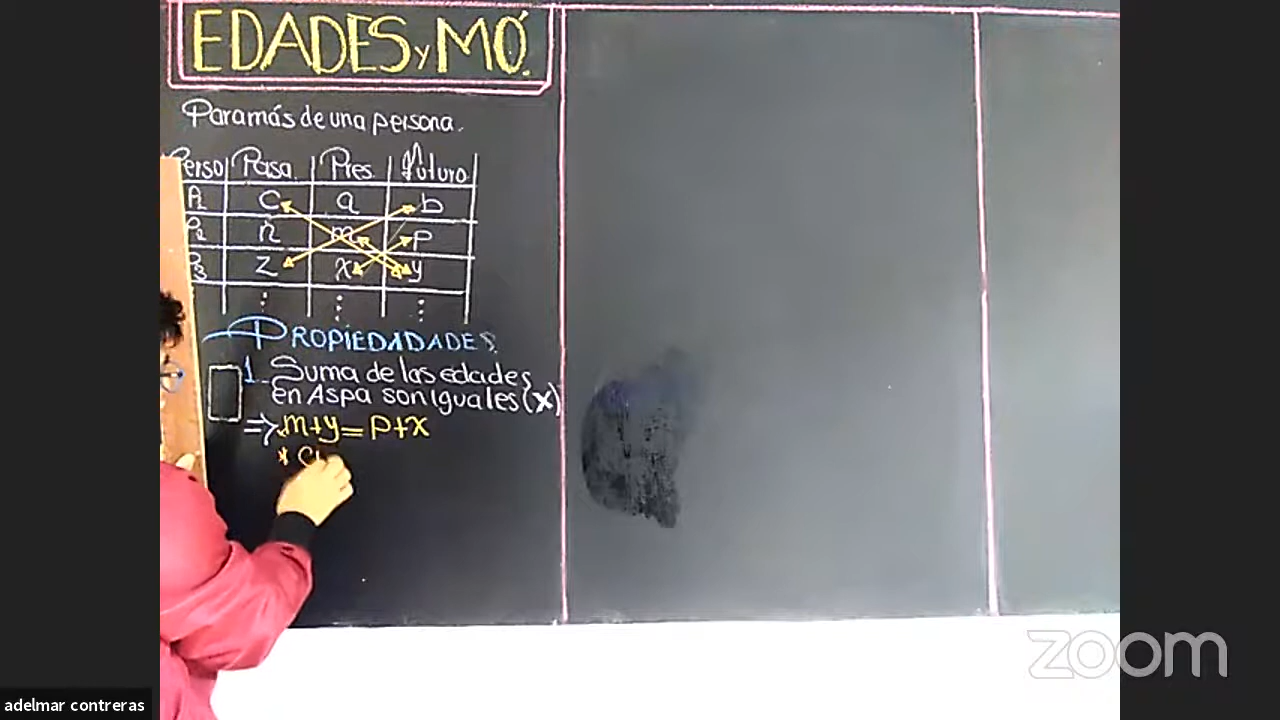 EDADES y MÓ.
Para más de una persona.
Perso Pasa. Pres. Futuro
P1 c a b
P2 n m p
P3 z x y
⋮ ⋮ ⋮
PROPIEDADES.
1. Suma de las edades
en Aspa son iguales (x)
⇒ m+y = p+x
*
zoom
adelmar contreras